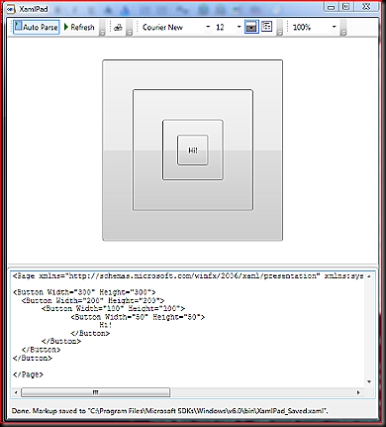 XamlPad
Auto Parse Refresh Courier New 12 100%
Hi!
<Page xmlns="http://schemas.microsoft.com/winfx/2006/xaml/presentation" xmlns:sys
<Button Width="300" Height="300">
<Button Width="200" Height="200">
<Button Width="100" Height="100">
<Button Width="50" Height="50">
Hi!
</Button>
</Button>
</Button>
</Button>
</Page>
Done. Markup saved to "C:\Program Files\Microsoft SDKs\Windows\v6.0\bin\XamlPad_Saved.xaml".